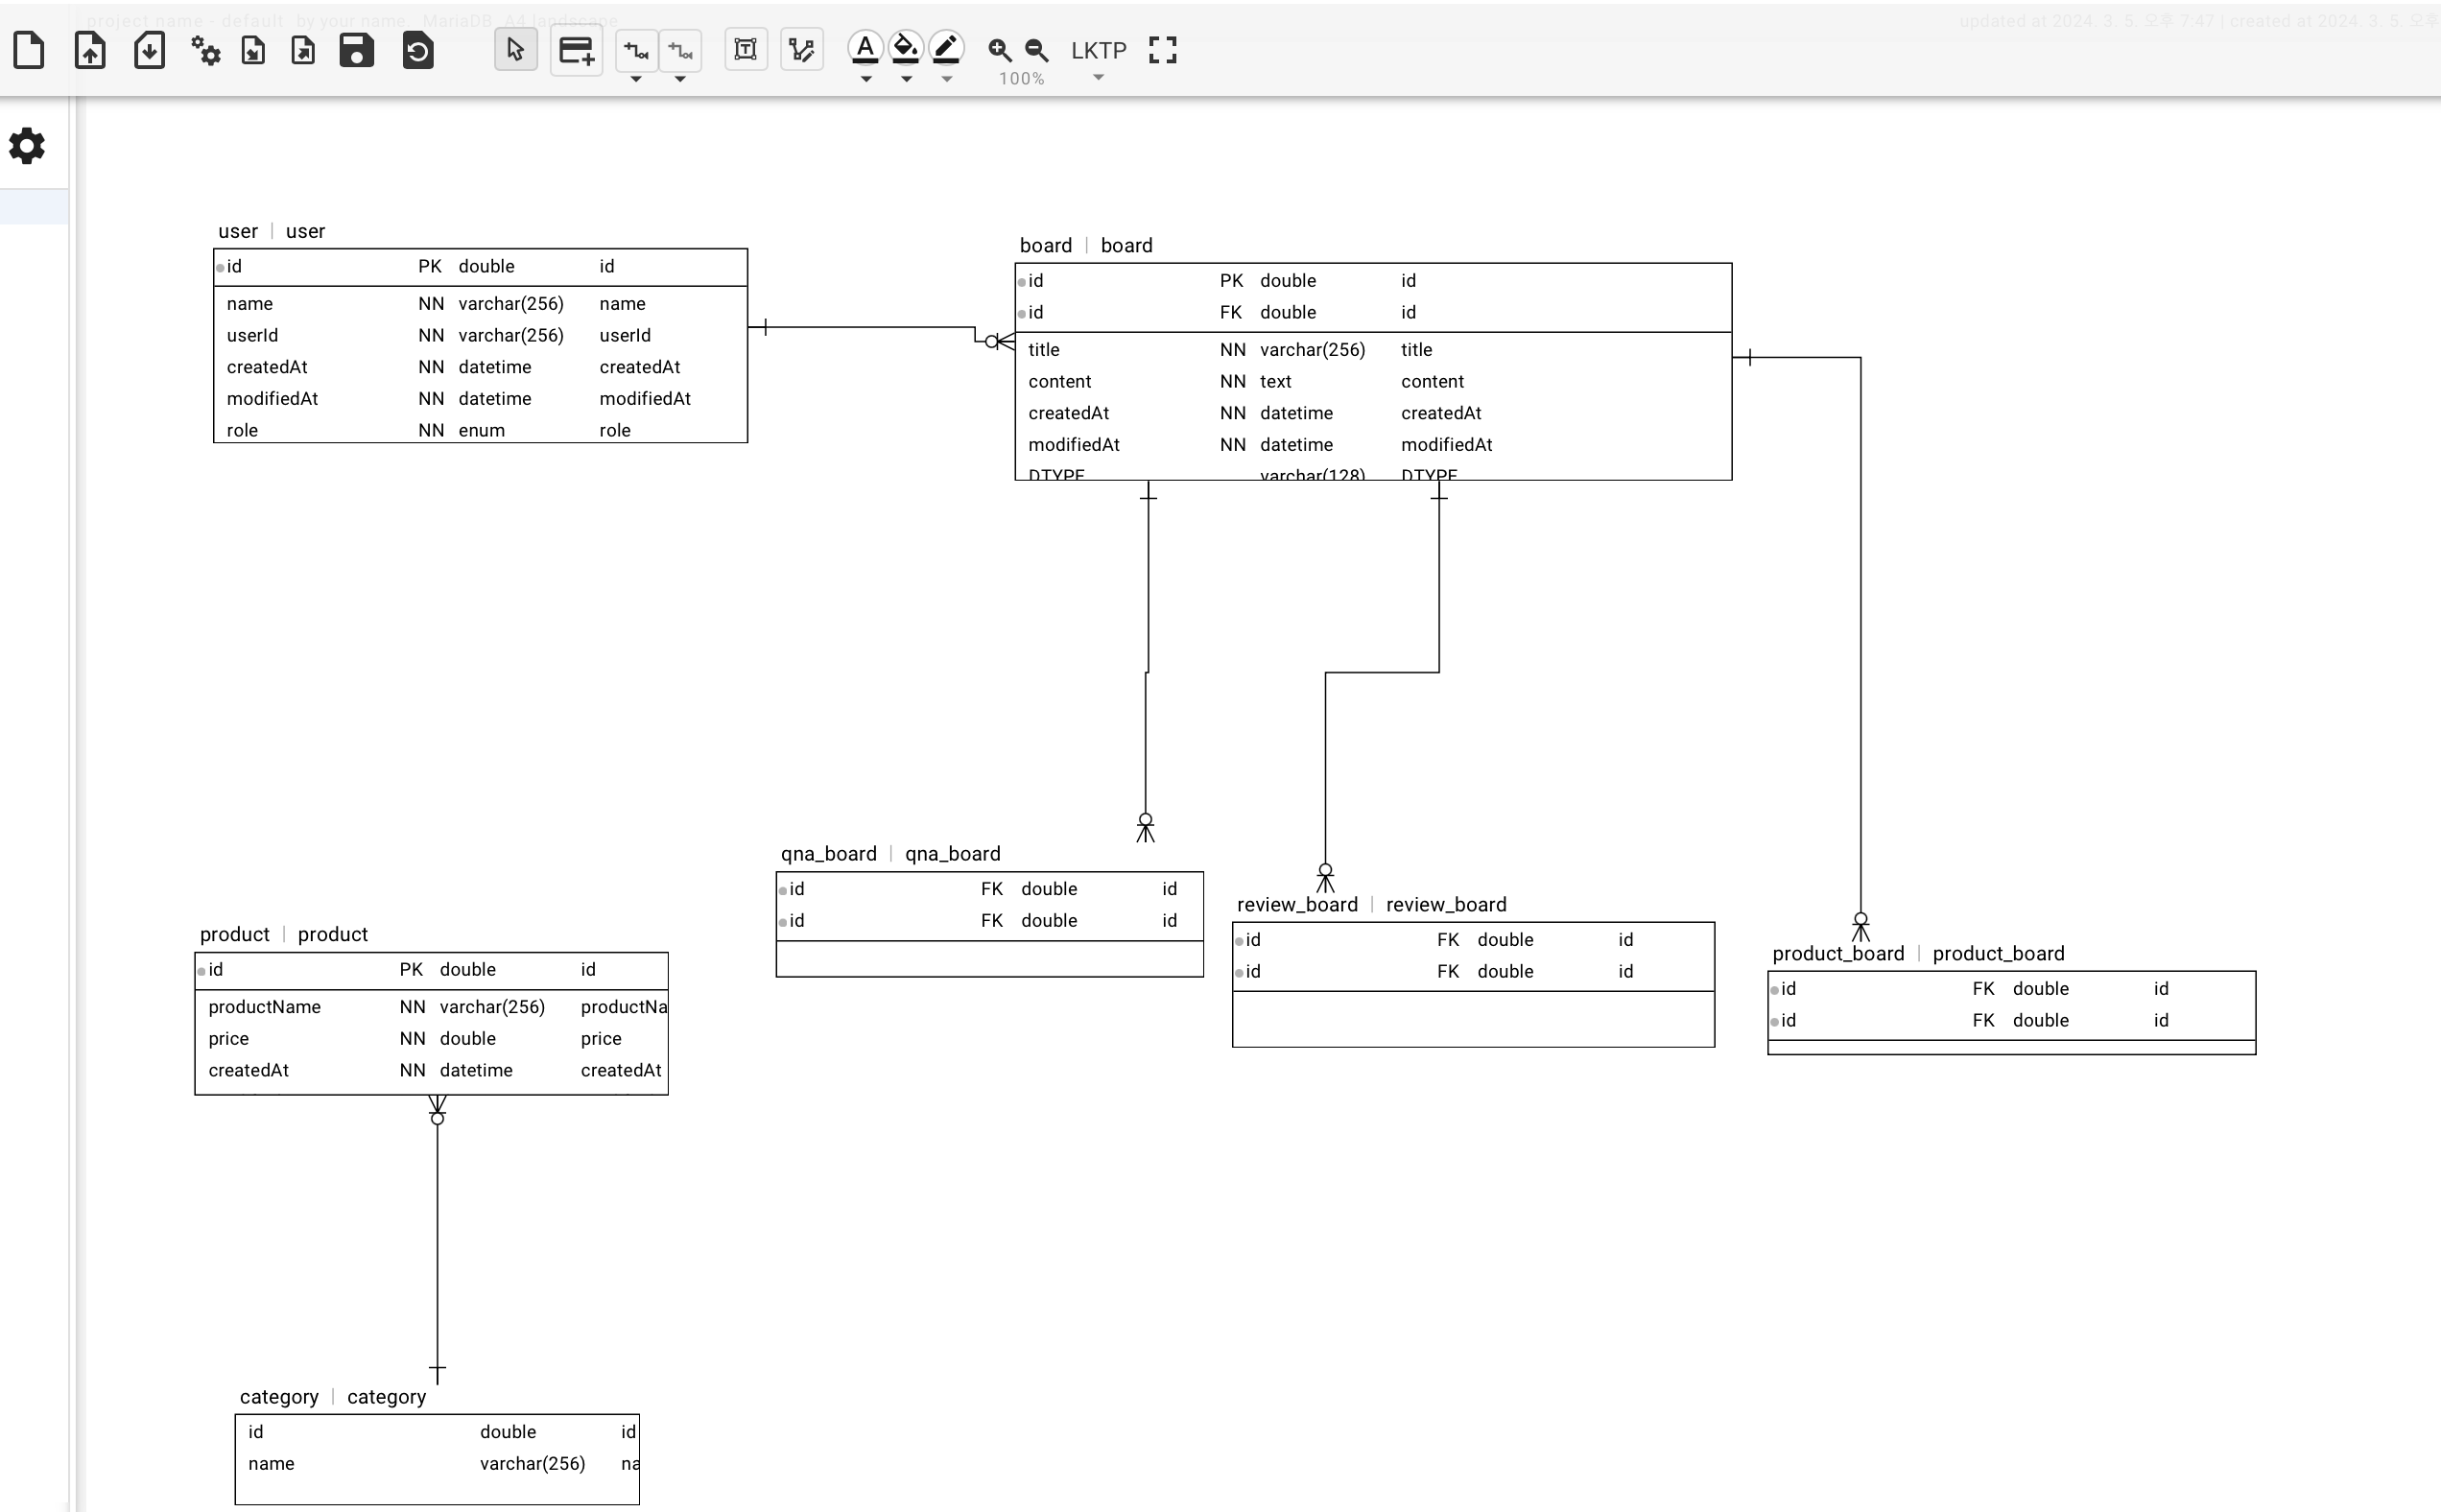 project name - default by your name, MariaDB, A4 landscape
updated at 2024. 3. 5. 오후 7:47 | created at 2024. 3. 5. 오후
LKTP
100%
user | user
id PK double id
name NN varchar(256) name
userId NN varchar(256) userId
createdAt NN datetime createdAt
modifiedAt NN datetime modifiedAt
role NN enum role
board | board
id PK double id
id FK double id
title NN varchar(256) title
content NN text content
createdAt NN datetime createdAt
modifiedAt NN datetime modifiedAt
DTYPE varchar(128) DTYPE
qna_board | qna_board
id FK double id
id FK double id
review_board | review_board
id FK double id
id FK double id
product_board | product_board
id FK double id
id FK double id
product | product
id PK double id
productName NN varchar(256) productNa
price NN double price
createdAt NN datetime createdAt
category | category
id double id
name varchar(256) na